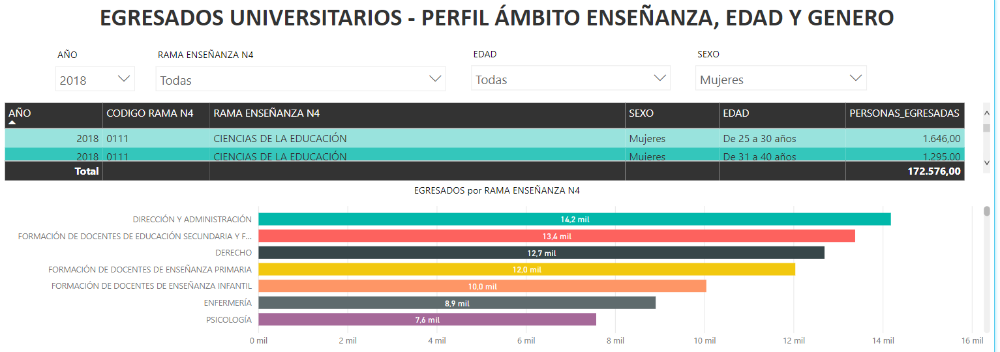 EGRESADOS UNIVERSITARIOS - PERFIL ÁMBITO ENSEÑANZA, EDAD Y GENERO
AÑO RAMA ENSEÑANZA N4 EDAD SEXO
2018 Todas Todas Mujeres
AÑO CODIGO RAMA N4 RAMA ENSEÑANZA N4 SEXO EDAD PERSONAS_EGRESADAS
2018 0111 CIENCIAS DE LA EDUCACIÓN Mujeres De 25 a 30 años 1.646,00
2018 0111 CIENCIAS DE LA EDUCACIÓN Mujeres De 31 a 40 años 1.295,00
Total 172.576,00
EGRESADOS por RAMA ENSEÑANZA N4
DIRECCIÓN Y ADMINISTRACIÓN 14,2 mil
FORMACIÓN DE DOCENTES DE EDUCACIÓN SECUNDARIA Y F... 13,4 mil
DERECHO 12,7 mil
FORMACIÓN DE DOCENTES DE ENSEÑANZA PRIMARIA 12,0 mil
FORMACIÓN DE DOCENTES DE ENSEÑANZA INFANTIL 10,0 mil
ENFERMERÍA 8,9 mil
PSICOLOGÍA 7,6 mil
0 mil 2 mil 4 mil 6 mil 8 mil 10 mil 12 mil 14 mil 16 mil